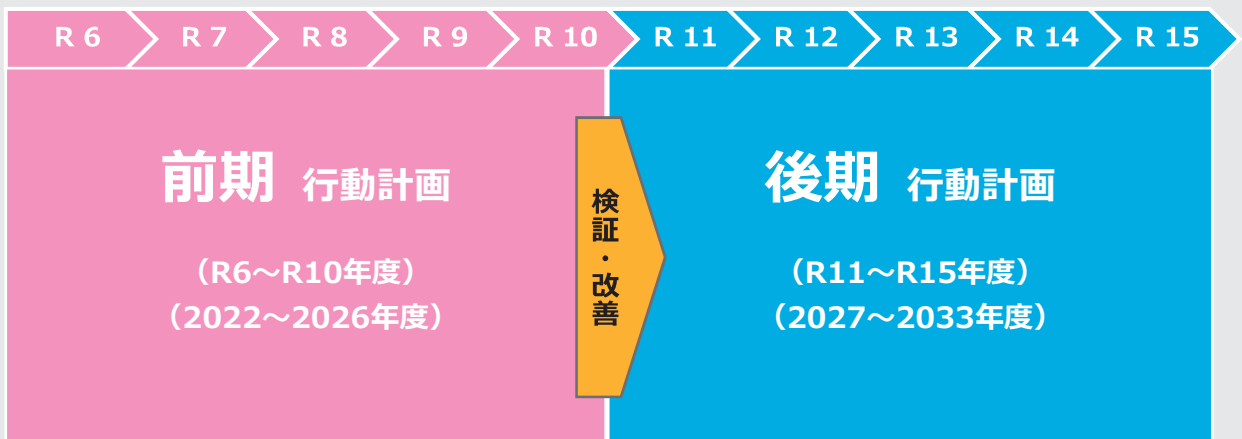 R 6 R 7 R 8 R 9 R 10 R 11 R 12 R 13 R 14 R 15
前期 行動計画
（R6～R10年度）
（2022～2026年度）
検証・改善
後期 行動計画
（R11～R15年度）
（2027～2033年度）